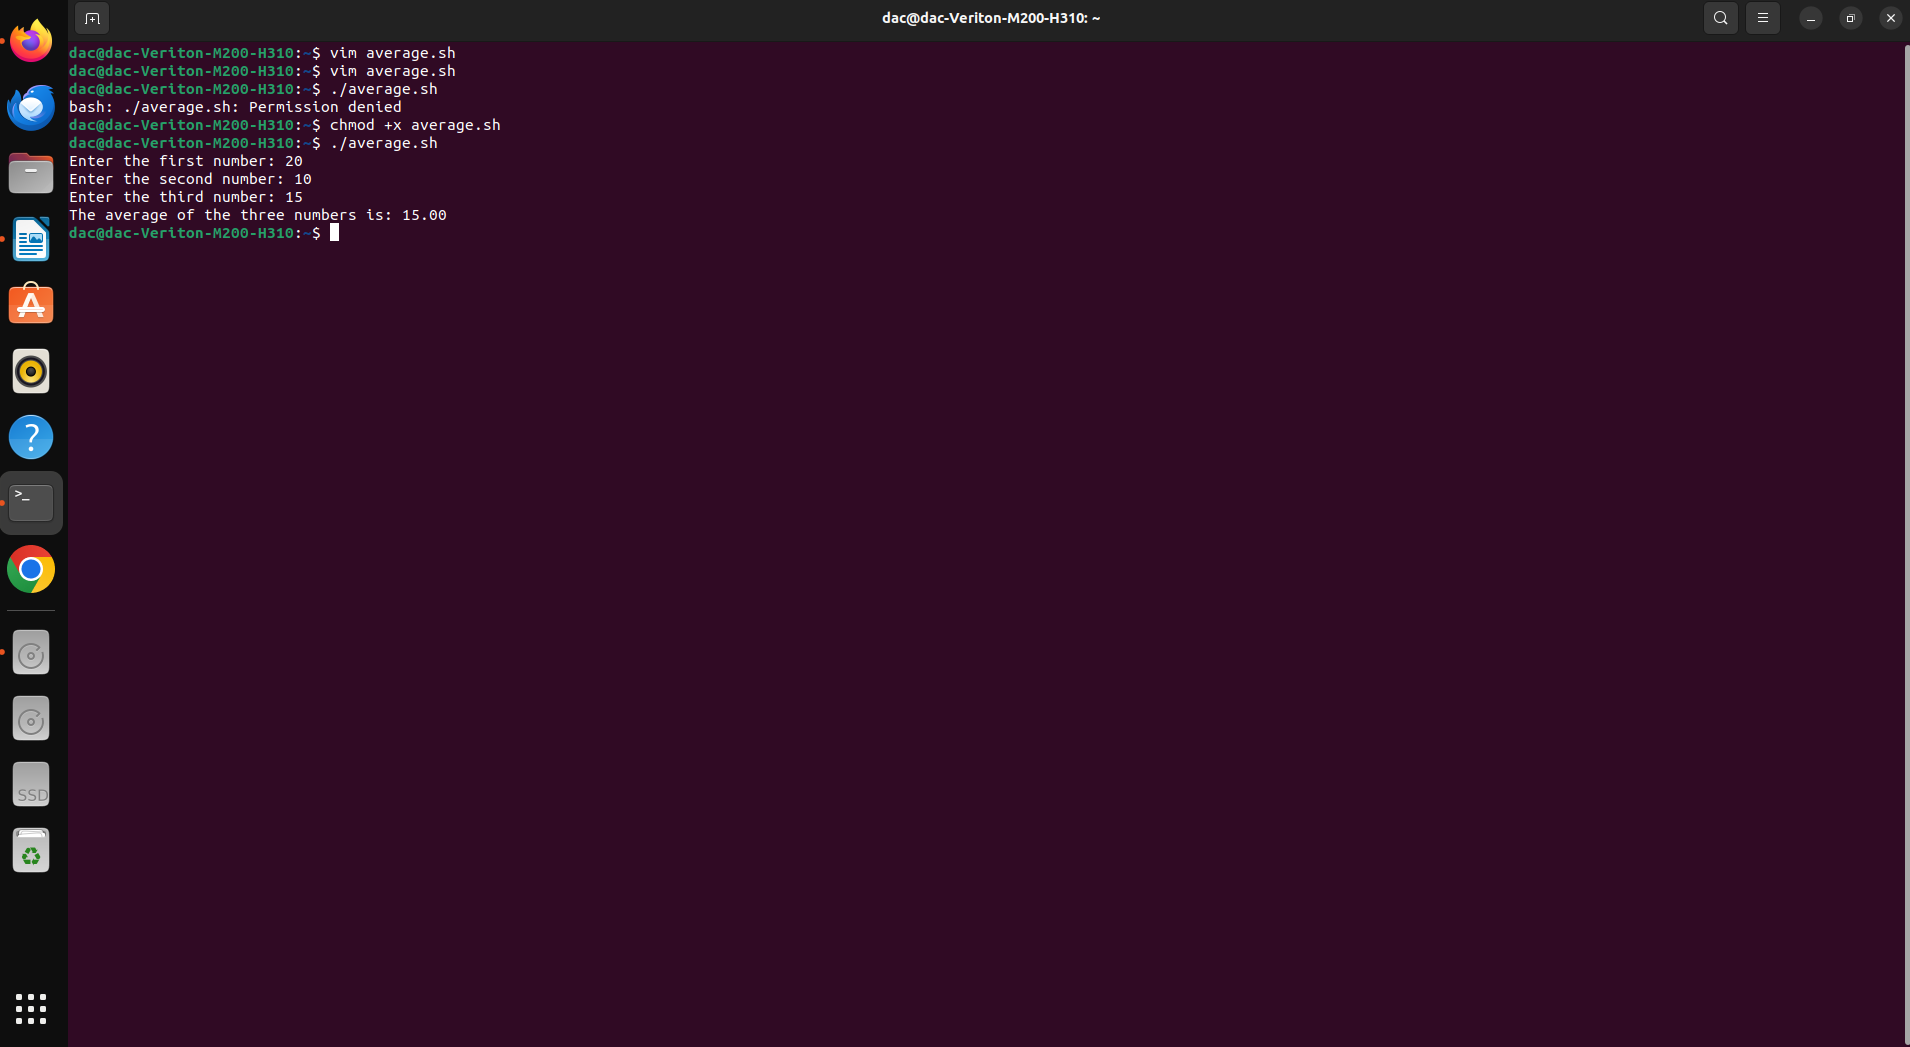 dac@dac-Veriton-M200-H310: ~
dac@dac-Veriton-M200-H310:~$ vim average.sh
dac@dac-Veriton-M200-H310:~$ vim average.sh
dac@dac-Veriton-M200-H310:~$ ./average.sh
bash: ./average.sh: Permission denied
dac@dac-Veriton-M200-H310:~$ chmod +x average.sh
dac@dac-Veriton-M200-H310:~$ ./average.sh
Enter the first number: 20
Enter the second number: 10
Enter the third number: 15
The average of the three numbers is: 15.00
dac@dac-Veriton-M200-H310:~$
?
>_
SSD